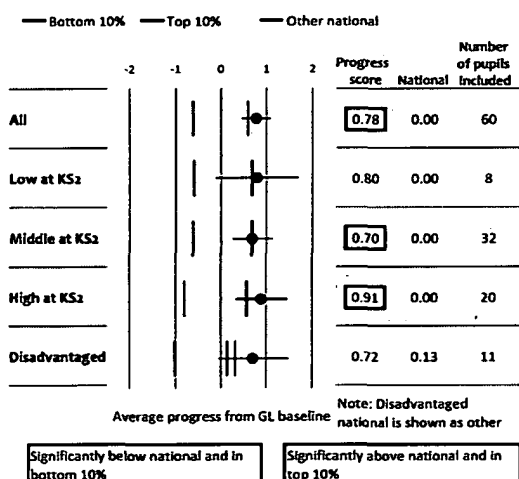 Bottom 10% Top 10% Other national
-2 -1 0 1 2 Progress score National Number of pupils included
All 0.78 0.00 60
Low at KS2 0.80 0.00 8
Middle at KS2 0.70 0.00 32
High at KS2 0.91 0.00 20
Disadvantaged 0.72 0.13 11
Average progress from GL baseline
Note: Disadvantaged
national is shown as other
Significantly below national and in
bottom 10%
Significantly above national and in
top 10%